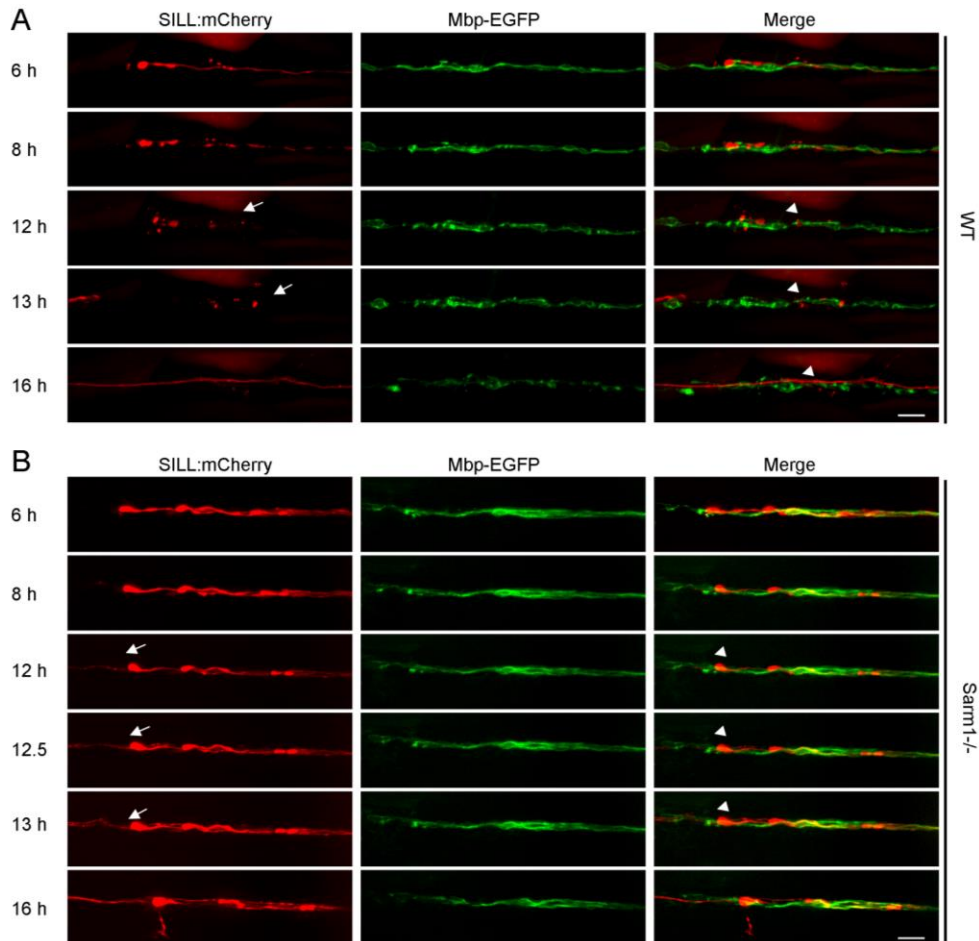 A
SILL:mCherry Mbp-EGFP Merge
6 h
8 h
12 h
13 h
16 h
WT
B
SILL:mCherry Mbp-EGFP Merge
6 h
8 h
12 h
12.5
13 h
16 h
Sarm1-/-